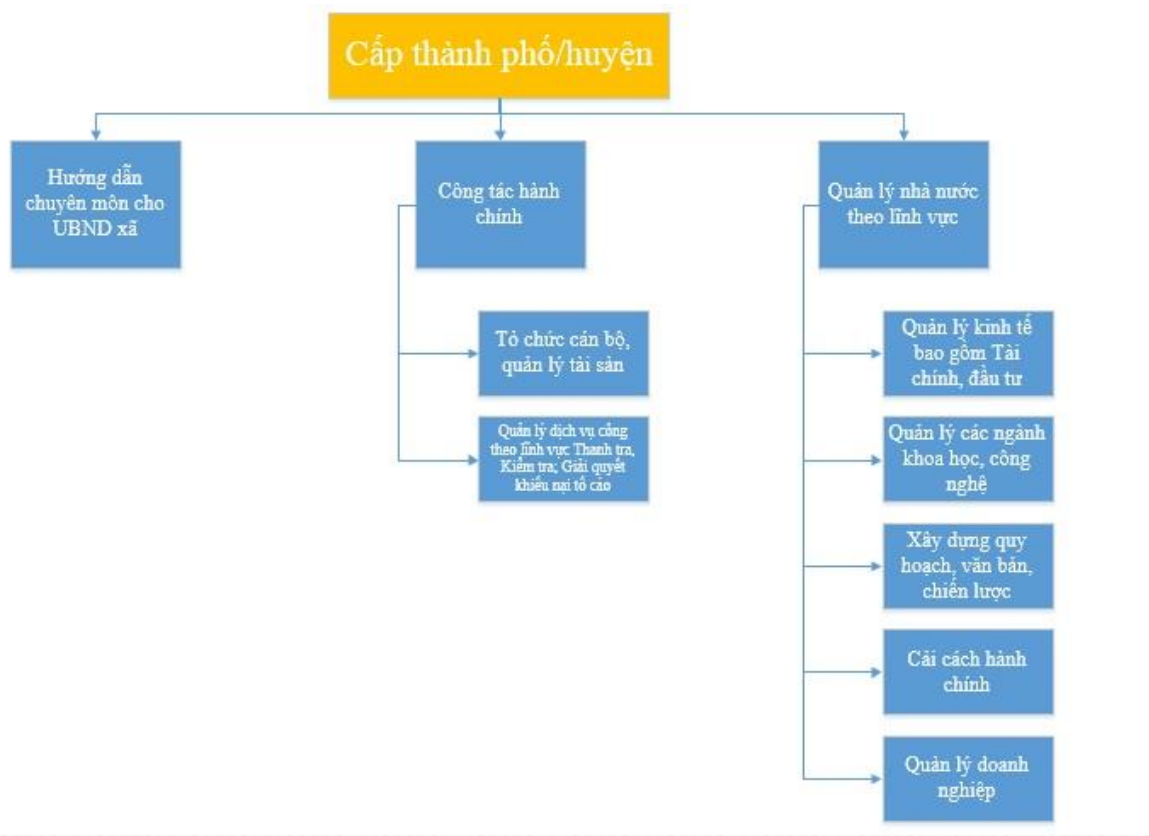 Cấp thành phố/huyện
Hướng dẫn
chuyên môn cho
UBND xã
Công tác hành
chính
Quản lý nhà nước
theo lĩnh vực
Tỏ chức cán bộ,
quản lý tài sản
Quản lý dịch vụ công
theo lĩnh vực Thanh tra,
Kiểm tra; Giải quyết
khiếu nại tố cáo
Quản lý kinh tế
bao gồm Tài
chính, đầu tư
Quản lý các ngành
khoa học, công
nghệ
Xây dựng quy
hoạch, văn bản,
chiến lược
Cải cách hành
chính
Quản lý doanh
nghiệp